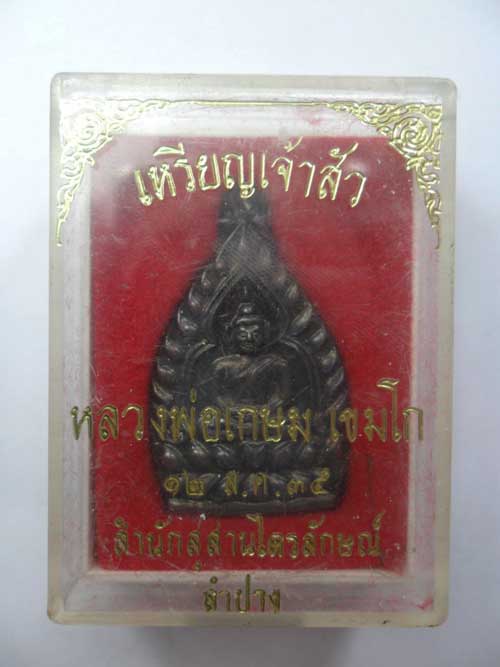 เหรียญเจ้าสัว
หลวงพ่อเกษม เขมโก
๑๒ ส.ค. ๓๕
สำนักสุสานไตรลักษณ์
ลำปาง